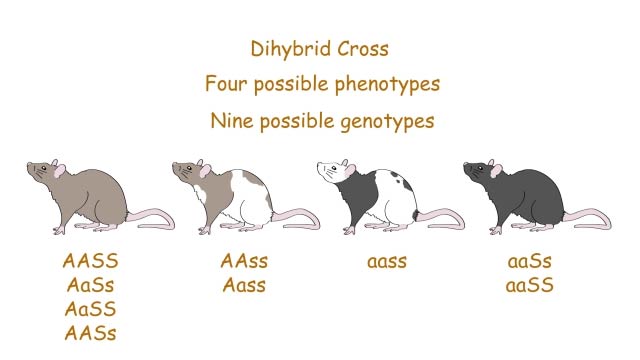 Dihybrid Cross
Four possible phenotypes
Nine possible genotypes
AASS
AaSs
AaSS
AASs
AAss
Aass
aass
aaSs
aaSS